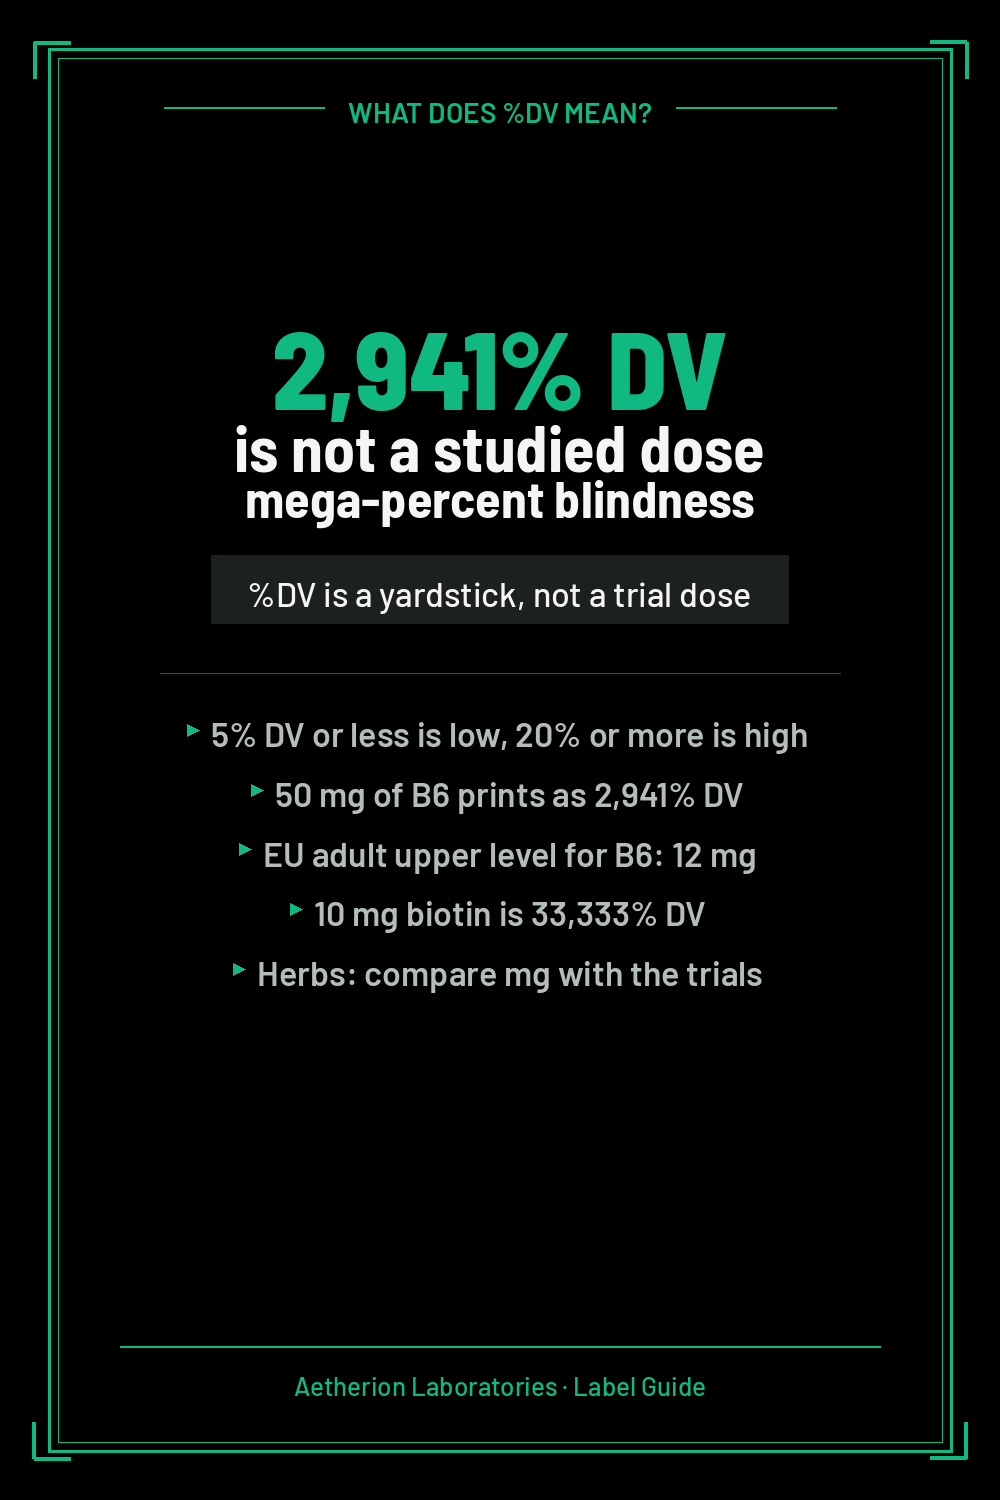 WHAT DOES %DV MEAN?
2,941% DV
is not a studied dose
mega-percent blindness
%DV is a yardstick, not a trial dose
5% DV or less is low, 20% or more is high
50 mg of B6 prints as 2,941% DV
EU adult upper level for B6: 12 mg
10 mg biotin is 33,333% DV
Herbs: compare mg with the trials
Aetherion Laboratories · Label Guide